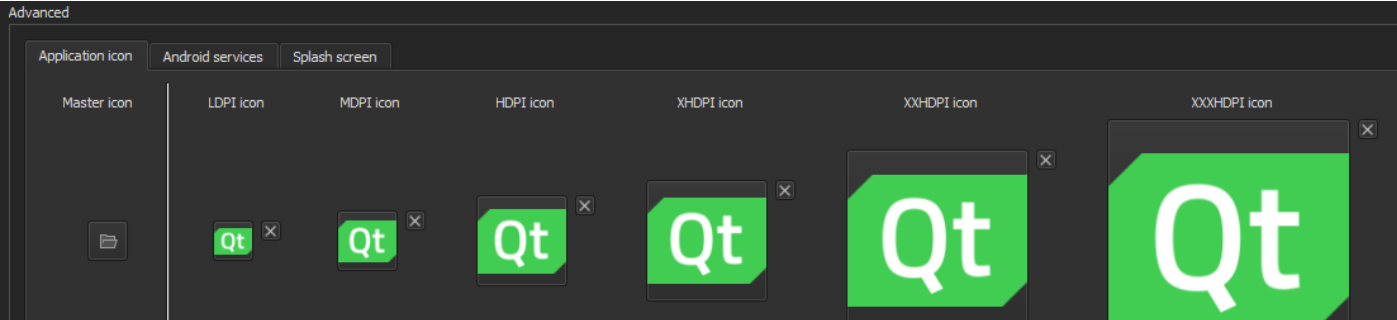 Advanced
Application icon Android services Splash screen
Master icon LDPI icon MDPI icon HDPI icon XHDPI icon XXHDPI icon XXXHDPI icon
Qt Qt Qt Qt Qt Qt